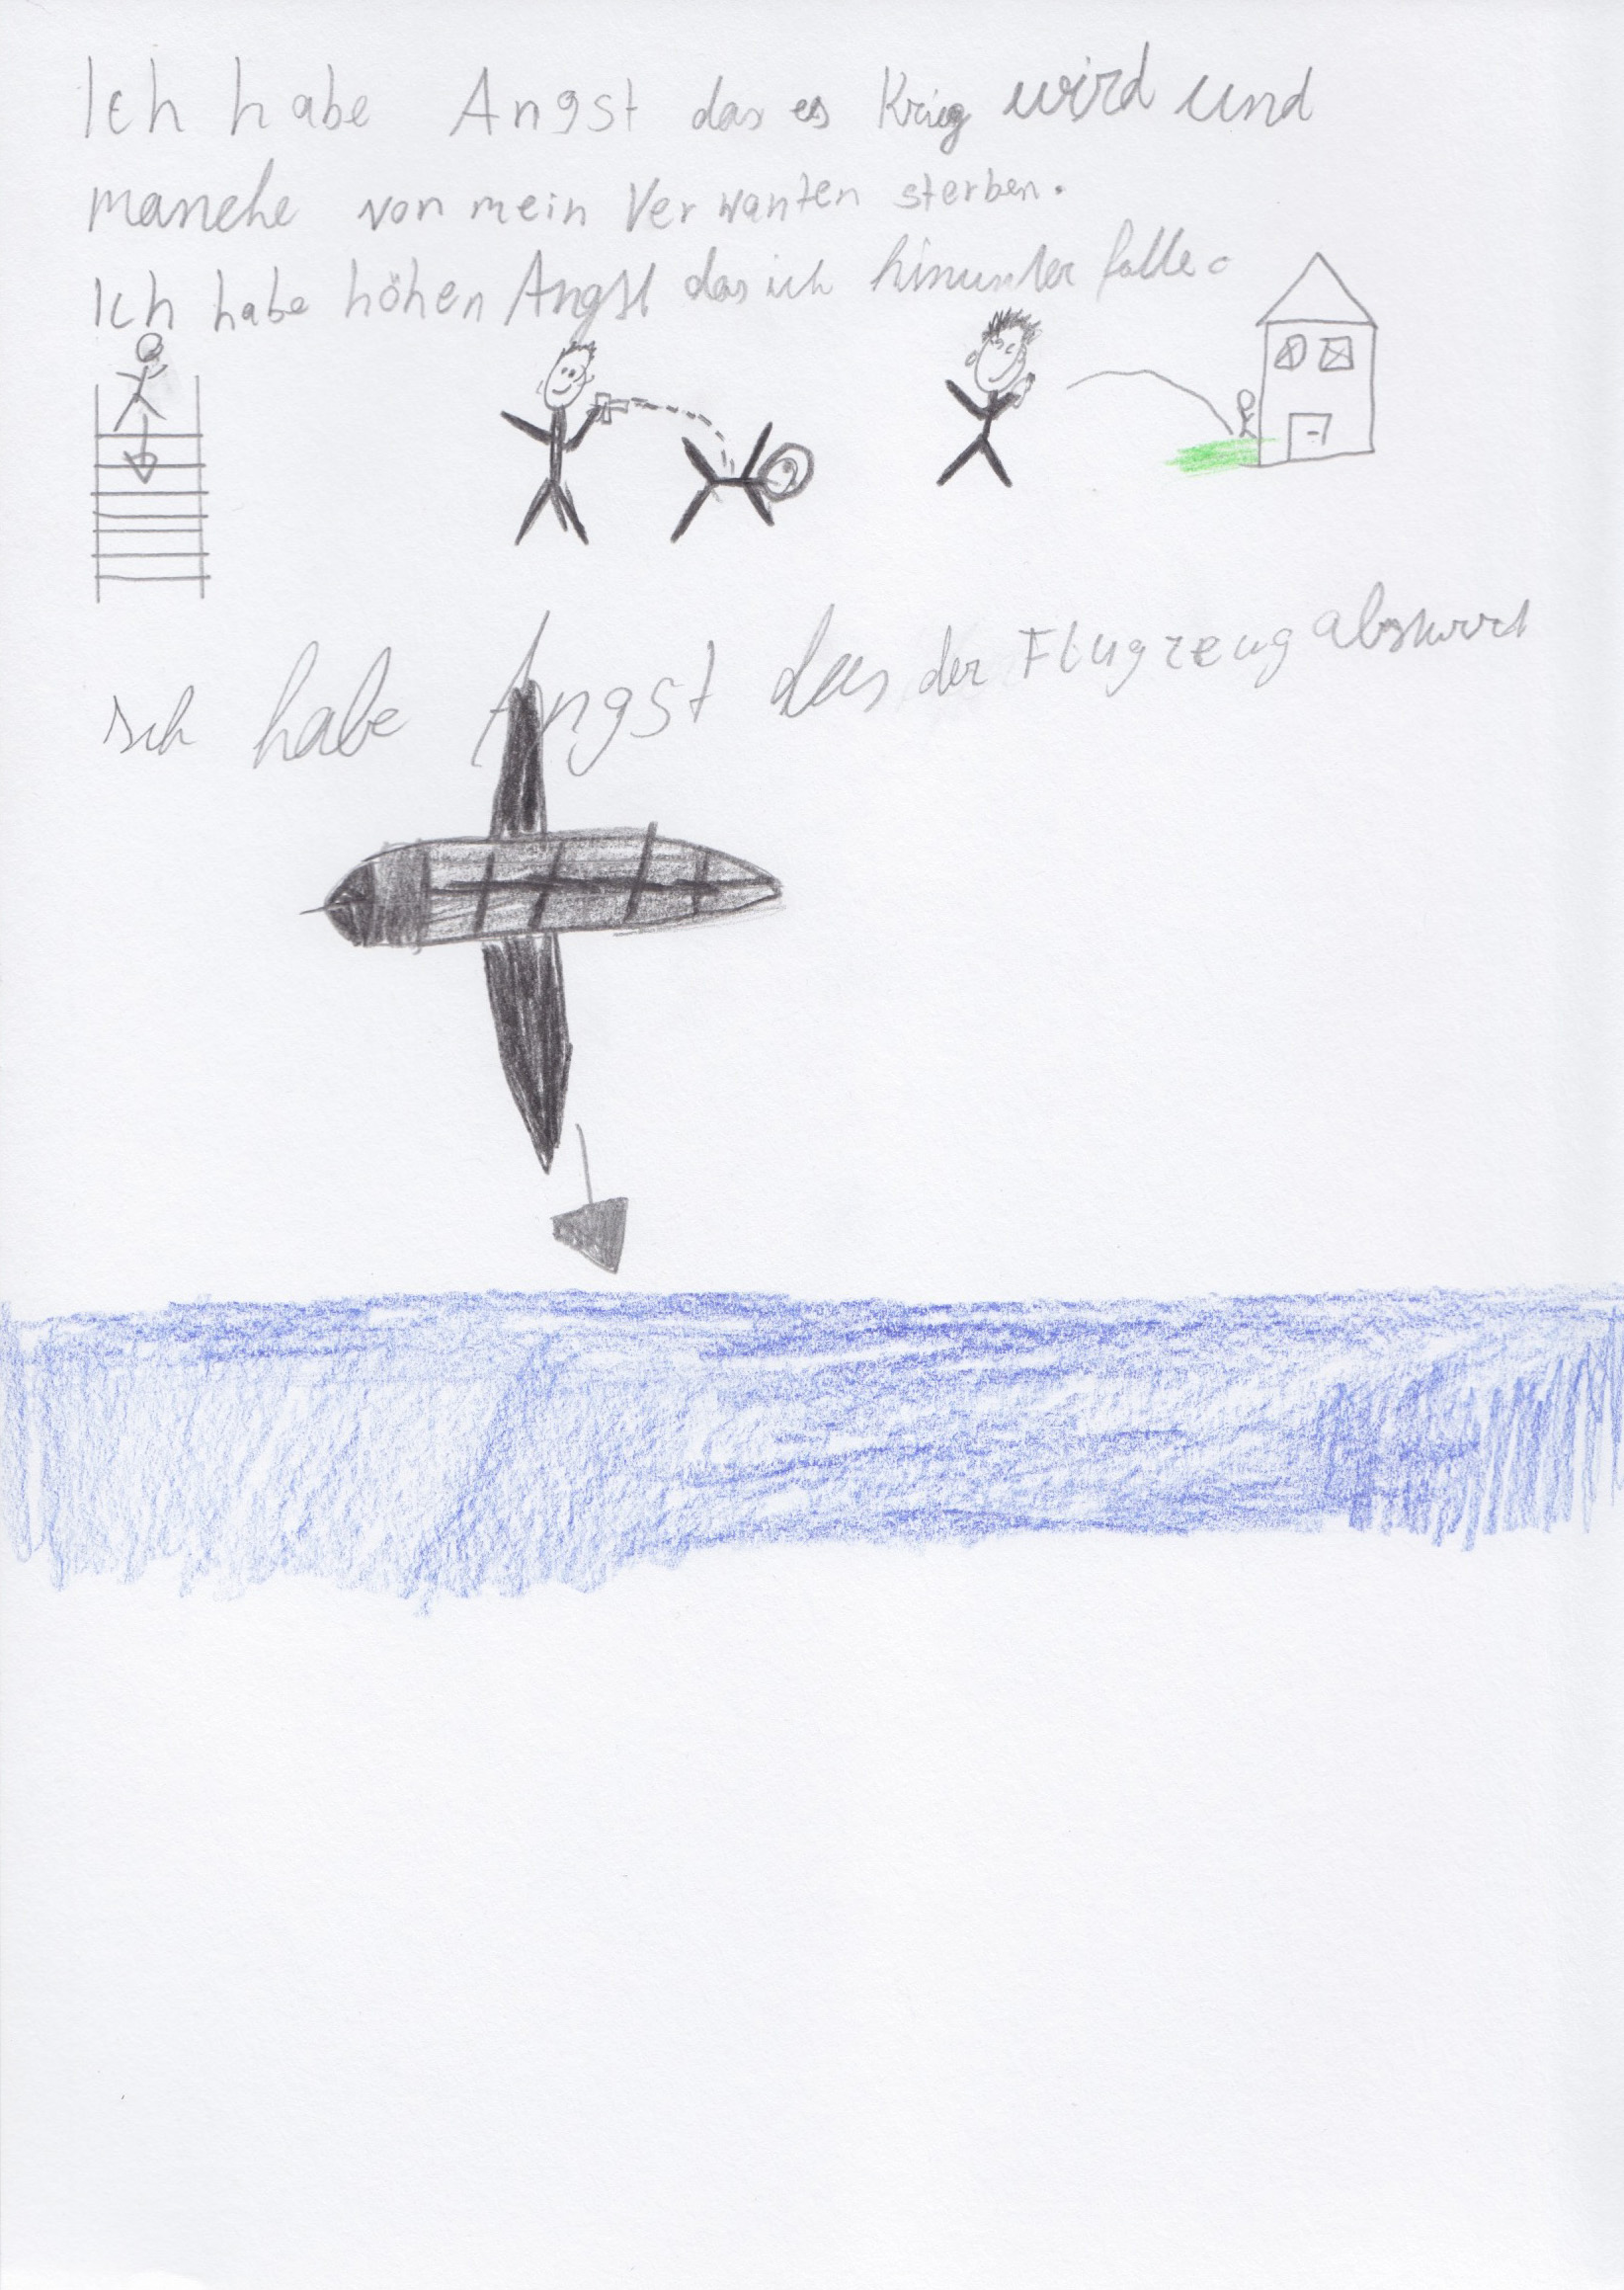 Ich habe Angst das es Krieg wird und
manche von mein Verwanten sterben.
Ich habe höhen Angst das ich hinunter falle.
Ich habe Angst das der Flugzeug